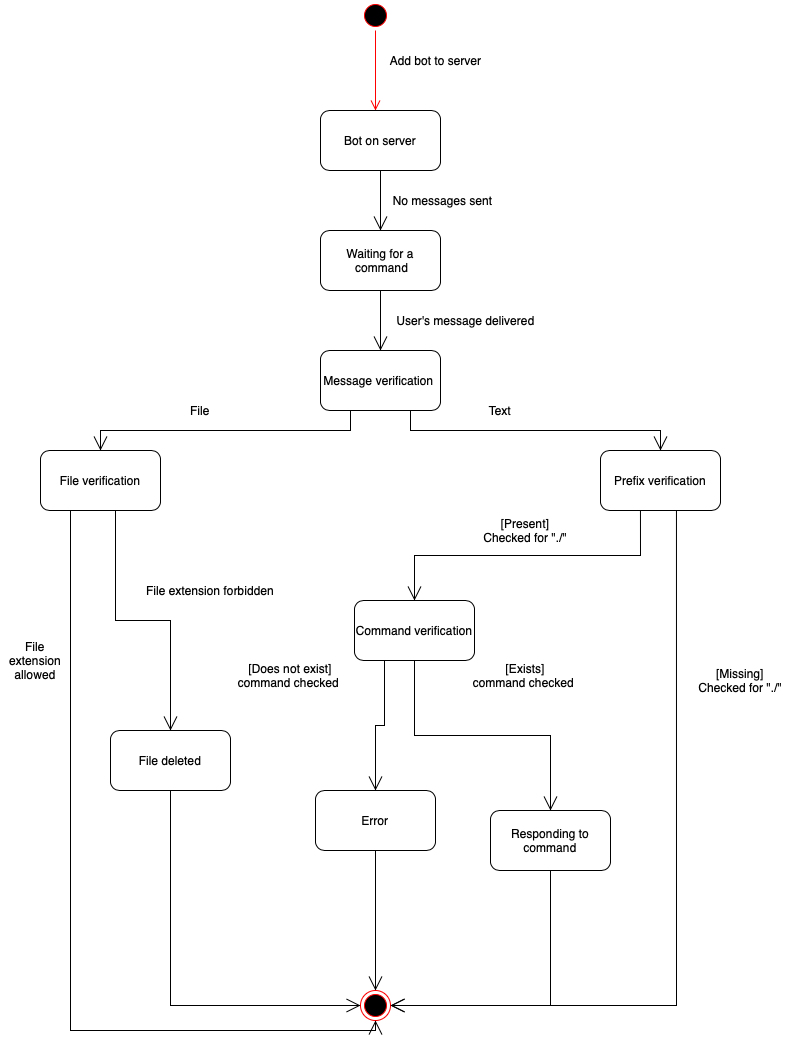 Add bot to server
Bot on server
No messages sent
Waiting for a
command
User's message delivered
Message verification
File
Text
File verification
Prefix verification
[Present]
Checked for "./"
File extension forbidden
Command verification
File
extension
allowed
[Does not exist]
command checked
[Exists]
command checked
[Missing]
Checked for "./"
File deleted
Error
Responding to
command